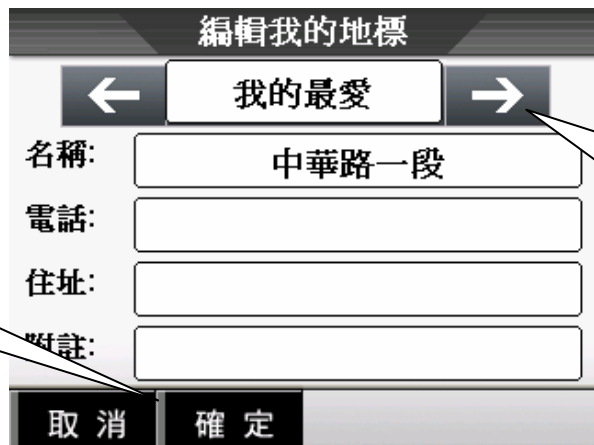 編輯我的地標
我的最愛
名稱: 中華路一段
電話:
住址:
附註:
取消 確定